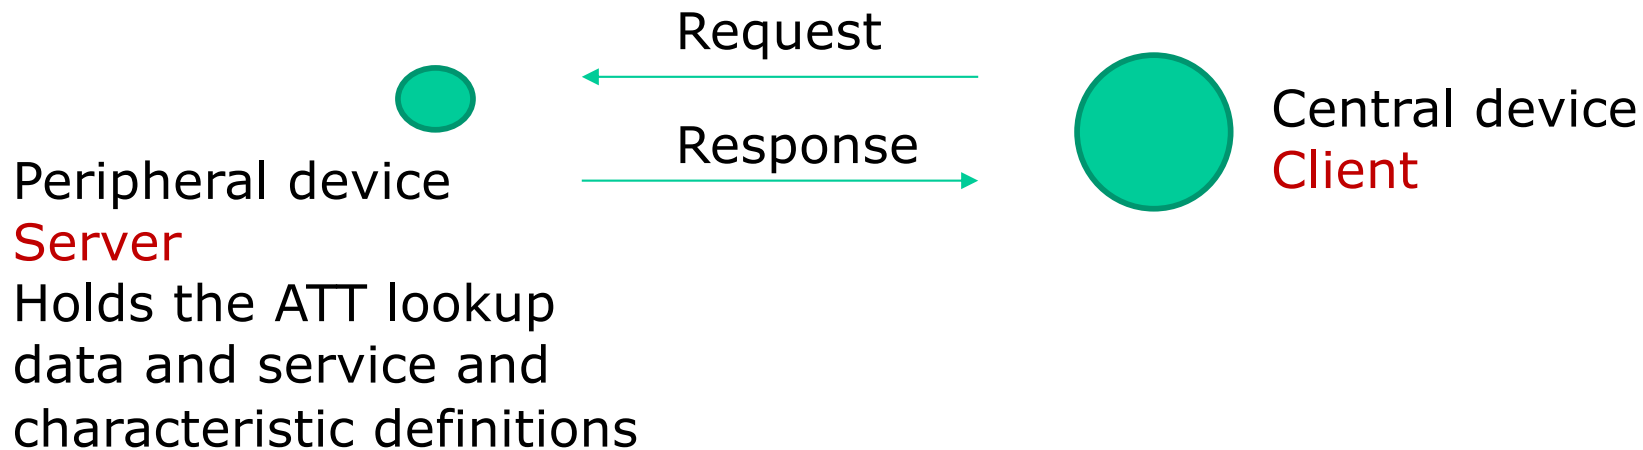 Request
Response
Central device
Client
Peripheral device
Server
Holds the ATT lookup
data and service and
characteristic definitions